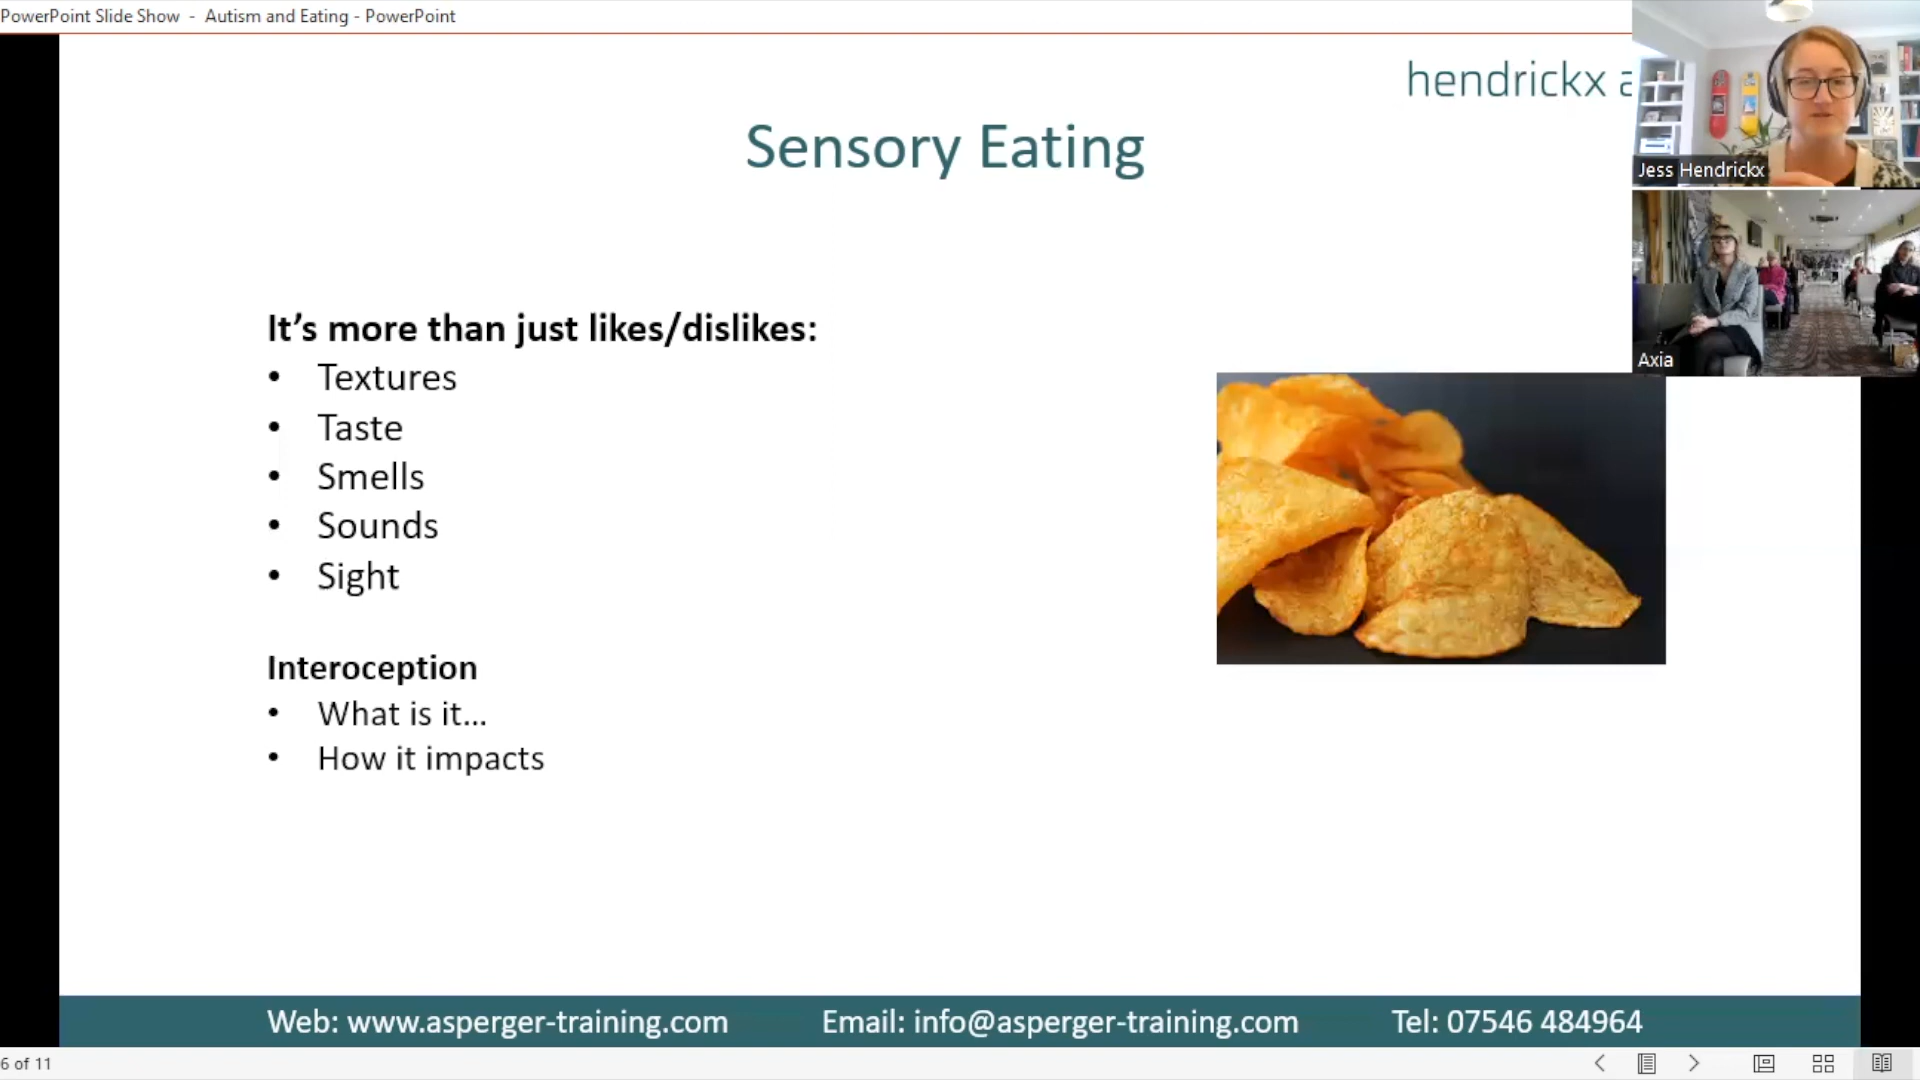 PowerPoint Slide Show - Autism and Eating - PowerPoint
hendrickx
Sensory Eating
Jess Hendrickx
Axia
It’s more than just likes/dislikes:
• Textures
• Taste
• Smells
• Sounds
• Sight
Interoception
• What is it...
• How it impacts
Web: www.asperger-training.com Email: info@asperger-training.com Tel: 07546 484964
6 of 11